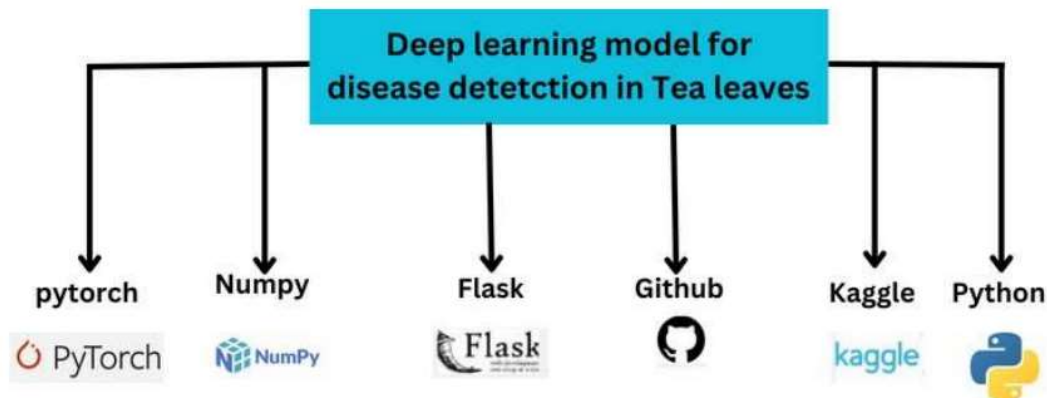 Deep learning model for
disease detetction in Tea leaves
pytorch
Numpy
Flask
Github
Kaggle
Python
PyTorch
NumPy
Flask
kaggle